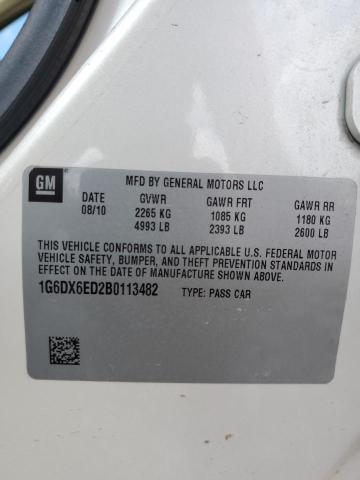 GM
MFD BY GENERAL MOTORS LLC
DATE GVWR GAWR FRT GAWR RR
08/10 2265 KG 1085 KG 1180 KG
4993 LB 2393 LB 2600 LB
THIS VEHICLE CONFORMS TO ALL APPLICABLE U.S. FEDERAL MOTOR
VEHICLE SAFETY, BUMPER, AND THEFT PREVENTION STANDARDS IN
EFFECT ON THE DATE OF MANUFACTURE SHOWN ABOVE.
1G6DX6ED2B0113482 TYPE: PASS CAR